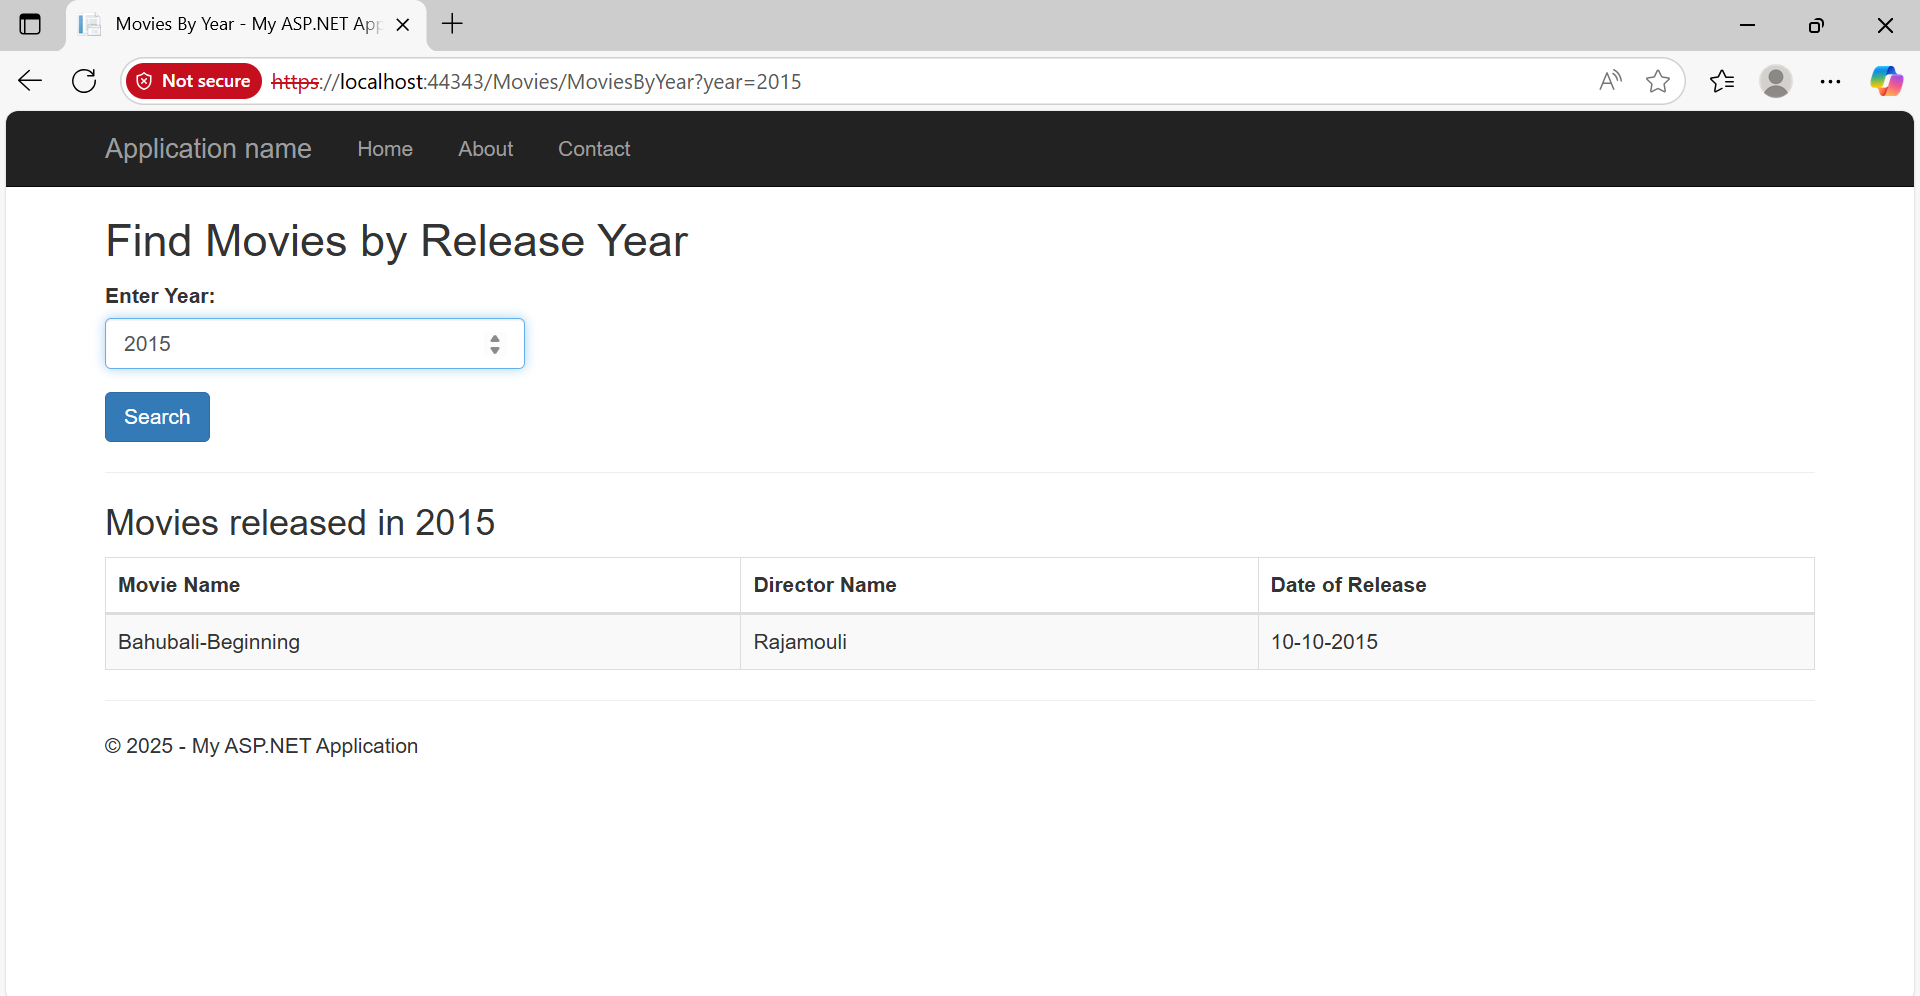 Movies By Year - My ASP.NET App
Not secure https://localhost:44343/Movies/MoviesByYear?year=2015
Application name Home About Contact
Find Movies by Release Year
Enter Year:
2015
Search
Movies released in 2015
Movie Name Director Name Date of Release
Bahubali-Beginning Rajamouli 10-10-2015
© 2025 - My ASP.NET Application